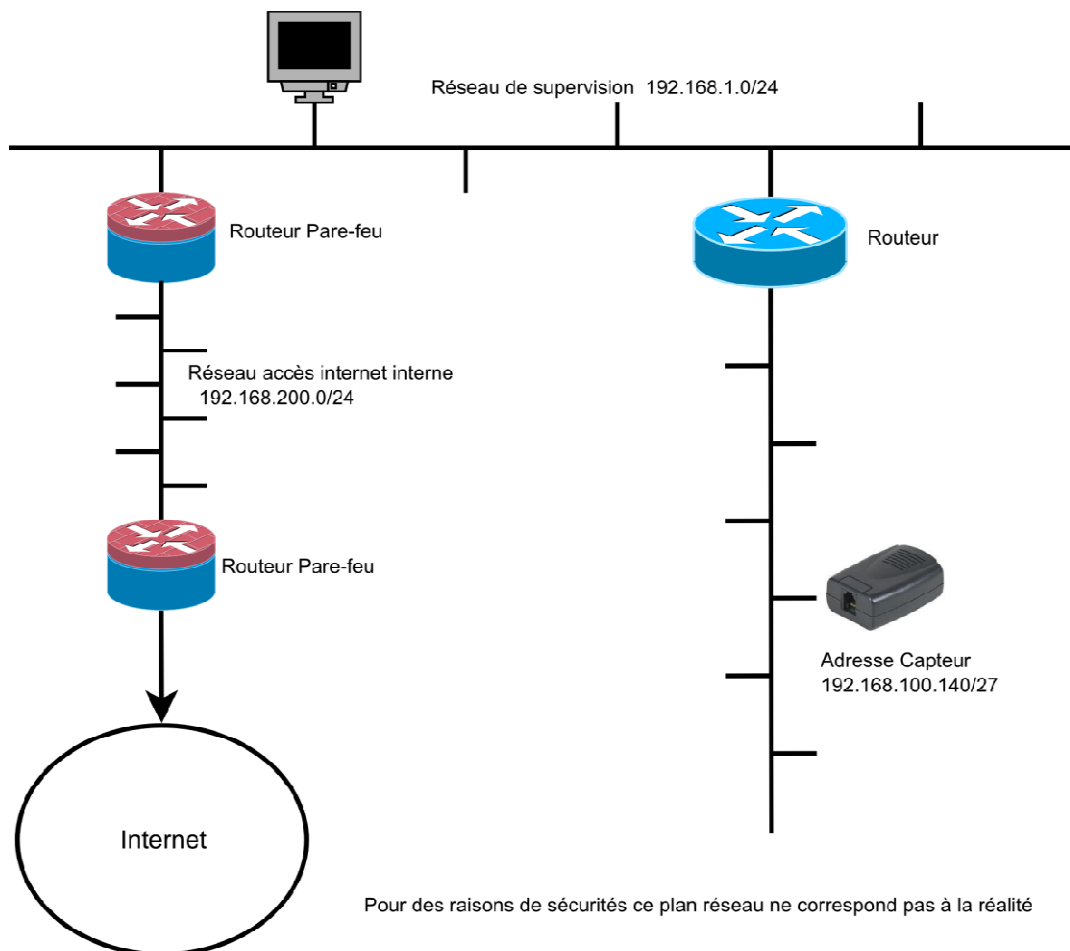 Réseau de supervision 192.168.1.0/24
Routeur Pare-feu
Routeur
Réseau accès internet interne
192.168.200.0/24
Routeur Pare-feu
Adresse Capteur
192.168.100.140/27
Internet
Pour des raisons de sécurités ce plan réseau ne correspond pas à la réalité